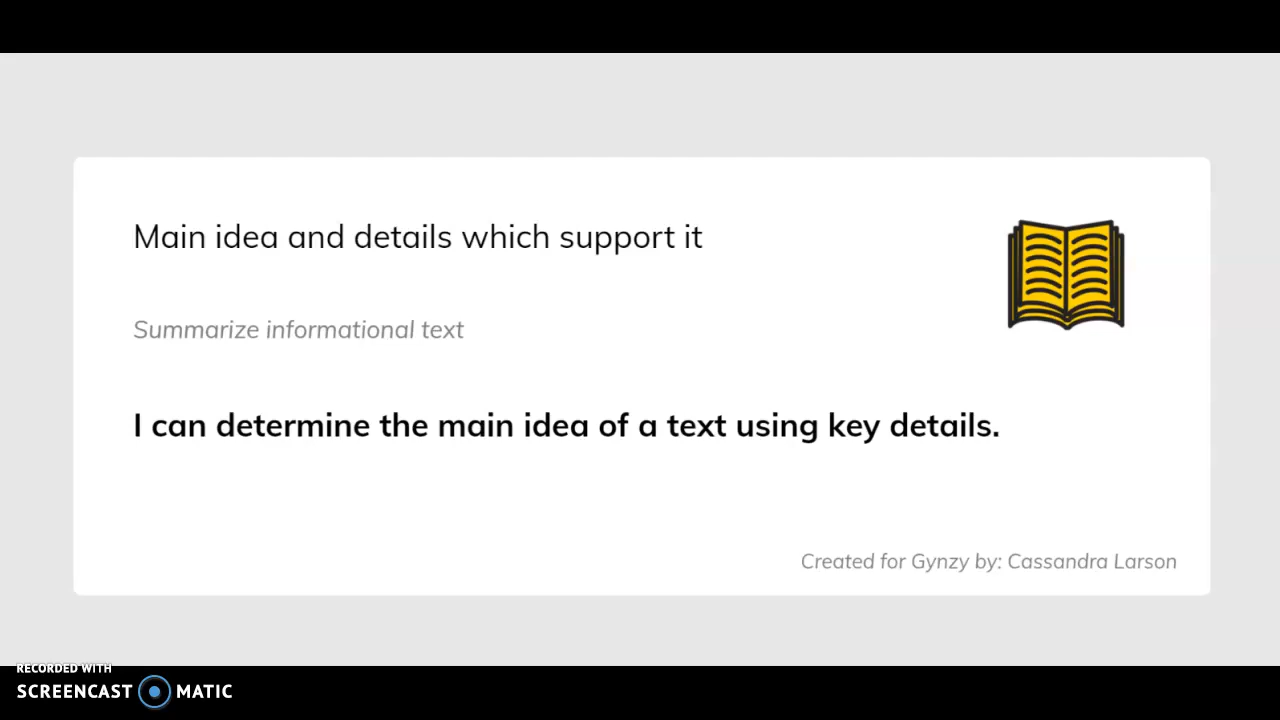 Main idea and details which support it
Summarize informational text
I can determine the main idea of a text using key details.
Created for Gynzy by: Cassandra Larson
RECORDED WITH
SCREENCAST MATIC